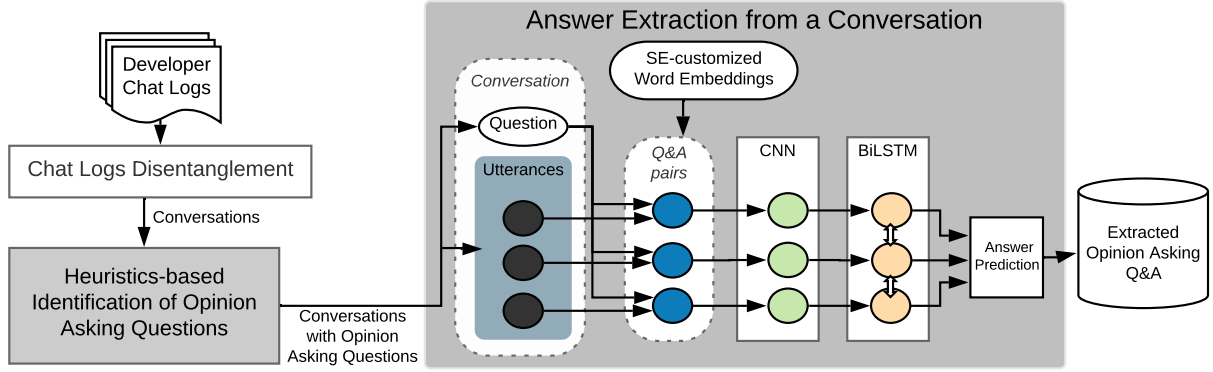 Answer Extraction from a Conversation
Developer
Chat Logs
Chat Logs Disentanglement
Conversations
Heuristics-based
Identification of Opinion
Asking Questions
Conversations
with Opinion
Asking Questions
Conversation
Question
Utterances
SE-customized
Word Embeddings
Q&A
pairs
CNN
BiLSTM
Answer
Prediction
Extracted
Opinion Asking
Q&A